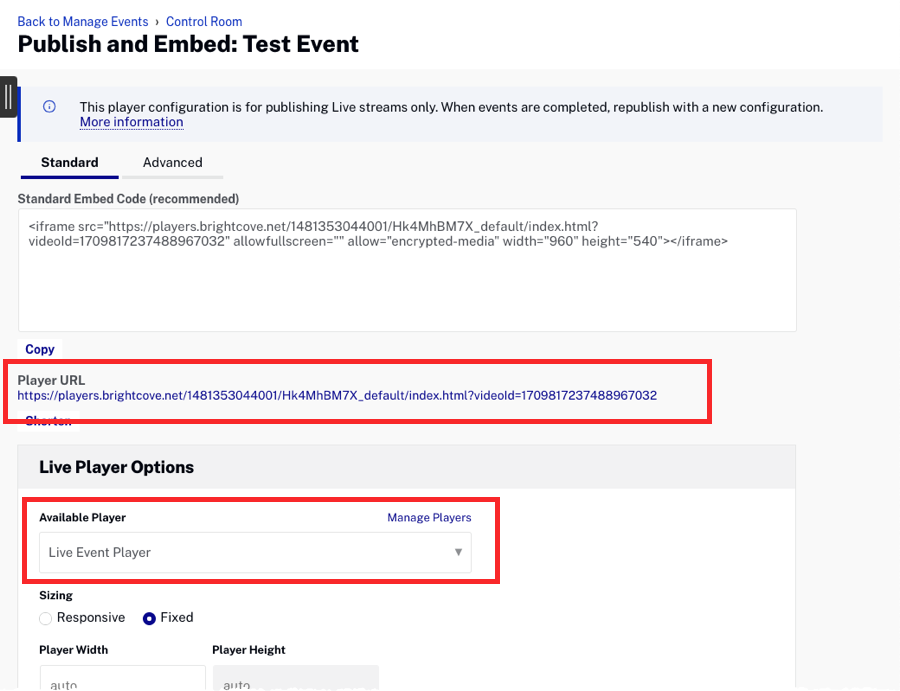 Back to Manage Events › Control Room
Publish and Embed: Test Event
This player configuration is for publishing Live streams only. When events are completed, republish with a new configuration.
More information
Standard Advanced
Standard Embed Code (recommended)
<iframe src="https://players.brightcove.net/1481353044001/Hk4MhBM7X_default/index.html?
videoId=1709817237488967032" allowfullscreen="" allow="encrypted-media" width="960" height="540"></iframe>
Copy
Player URL
https://players.brightcove.net/1481353044001/Hk4MhBM7X_default/index.html?videoId=1709817237488967032
Shorten
Live Player Options
Available Player Manage Players
Live Event Player
Sizing
Responsive Fixed
Player Width Player Height
auto auto